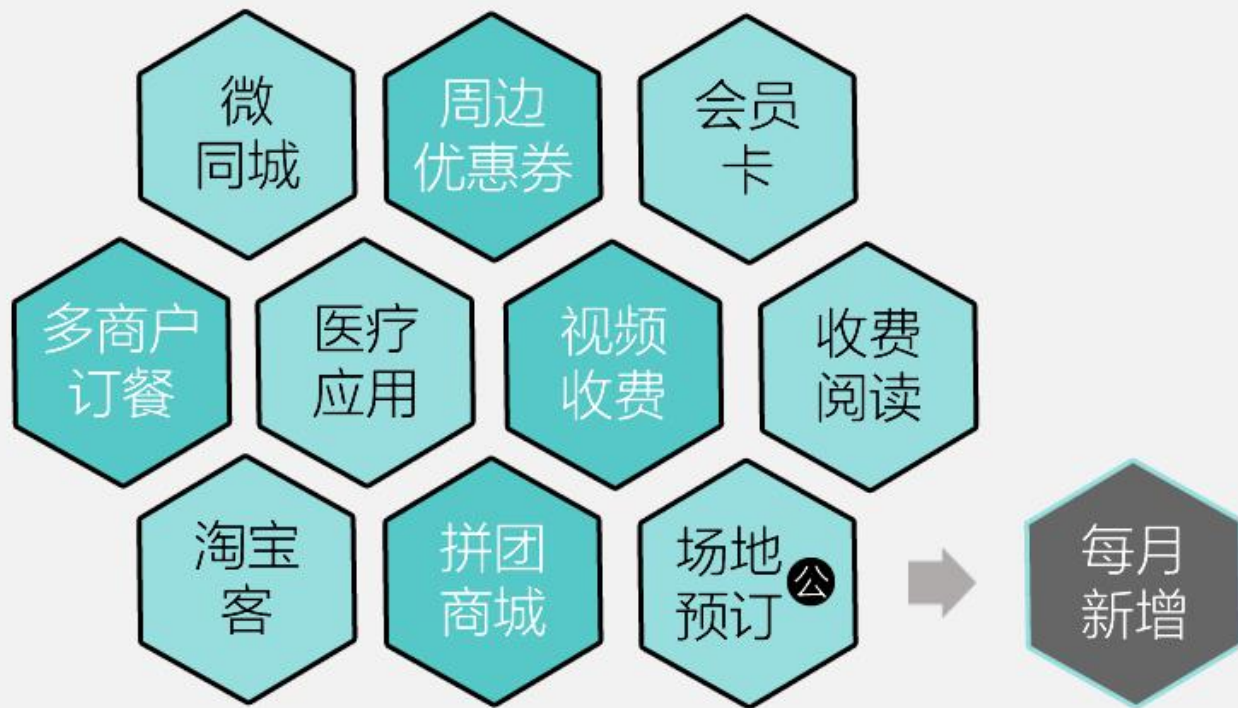 微
同城
周边
优惠券
会员
卡
多商户
订餐
医疗
应用
视频
收费
收费
阅读
淘宝
客
拼团
商城
场地
预订
公
每月
新增